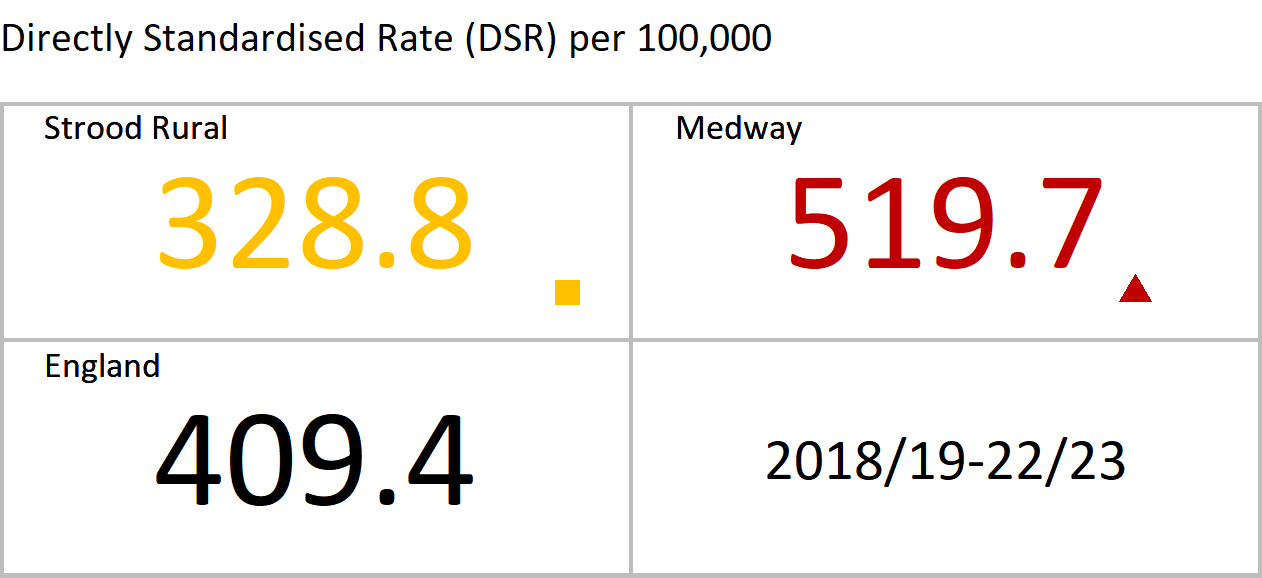 Directly Standardised Rate (DSR) per 100,000
Strood Rural
328.8
Medway
519.7
England
409.4
2018/19-22/23